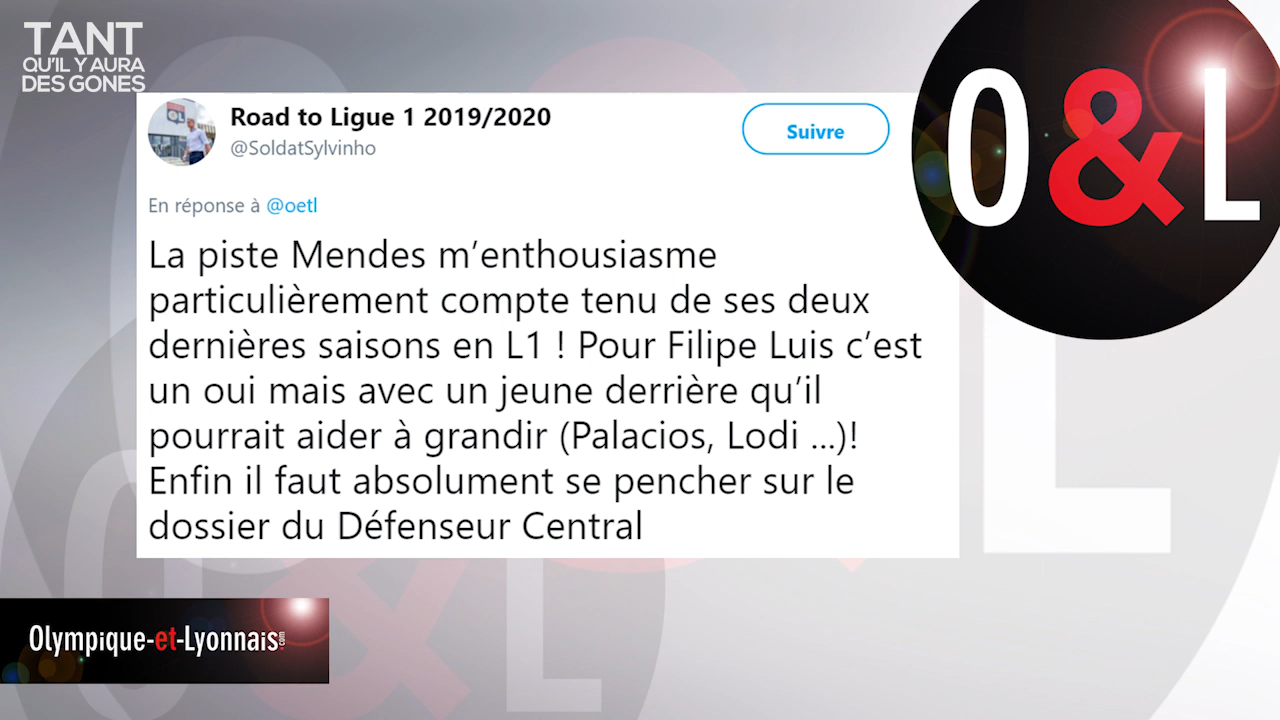 TANT
QU'IL Y AURA
DES GONES
O&L
Road to Ligue 1 2019/2020
@SoldatSylvinho
Suivre
En réponse à @oetl
La piste Mendes m’enthousiasme
particulièrement compte tenu de ses deux
dernières saisons en L1 ! Pour Filipe Luis c’est
un oui mais avec un jeune derrière qu’il
pourrait aider à grandir (Palacios, Lodi ...)!
Enfin il faut absolument se pencher sur le
dossier du Défenseur Central
Olympique-et-Lyonnais.com